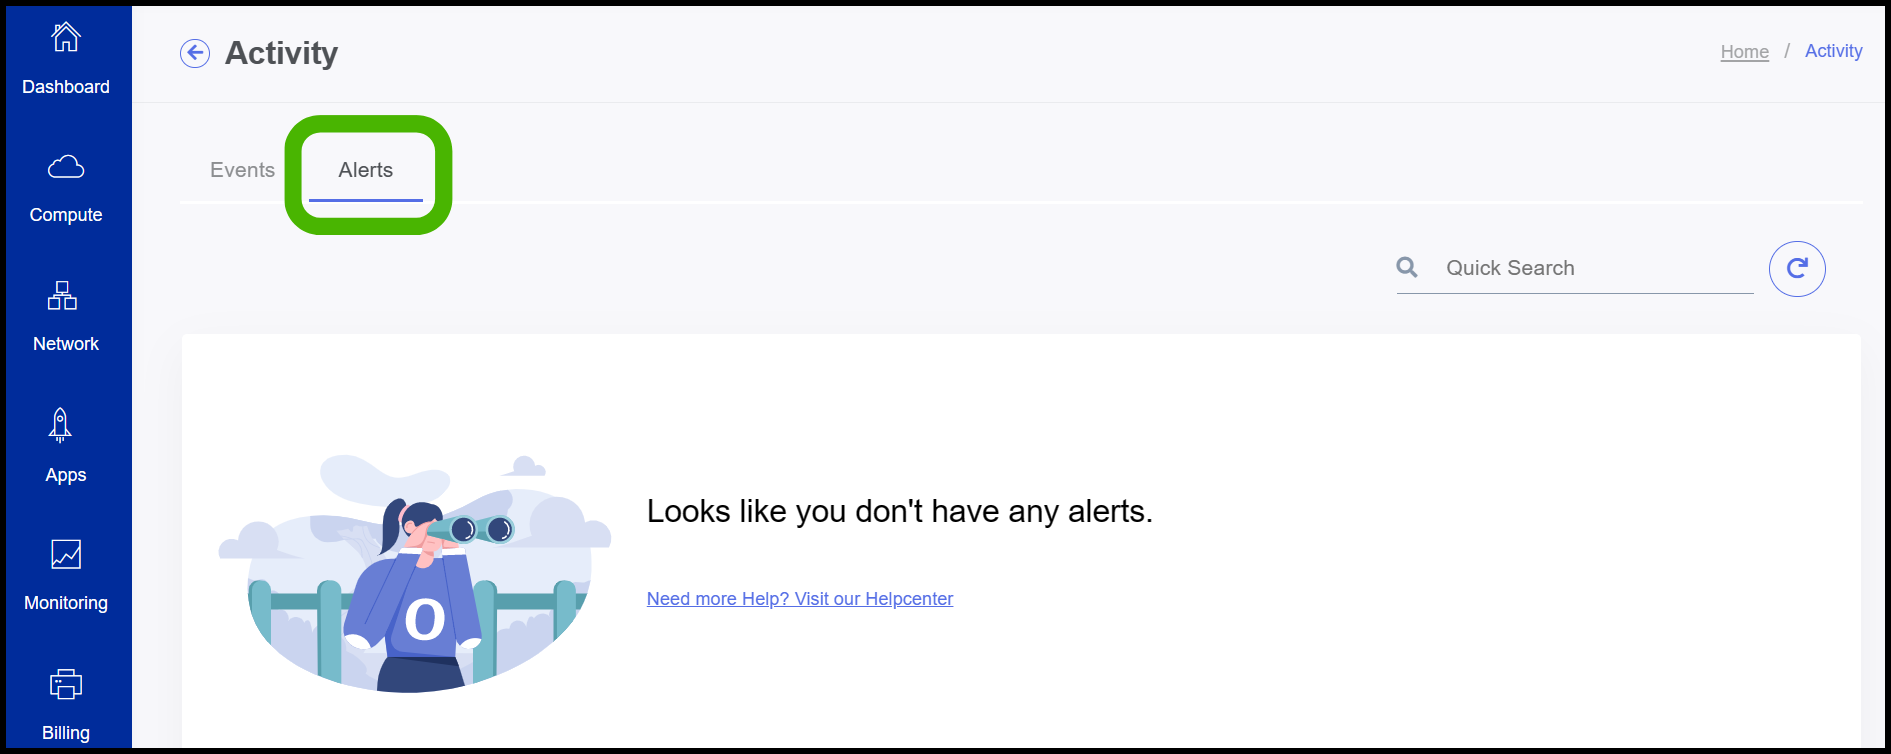 Dashboard
Compute
Network
Apps
Monitoring
Billing
Activity
Home / Activity
Events
Alerts
Quick Search
O
Looks like you don't have any alerts.
Need more Help? Visit our Helpcenter